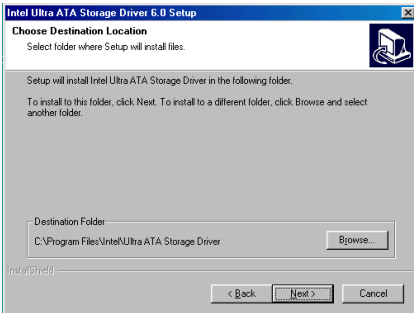 Intel Ultra ATA Storage Driver 6.0 Setup
Choose Destination Location
Select folder where Setup will install files.
Setup will install Intel Ultra ATA Storage Driver in the following folder.
To install to this folder, click Next. To install to a different folder, click Browse and select
another folder.
Destination Folder
C:\Program Files\Intel\Ultra ATA Storage Driver
Browse...
InstallShield
< Back
Next >
Cancel